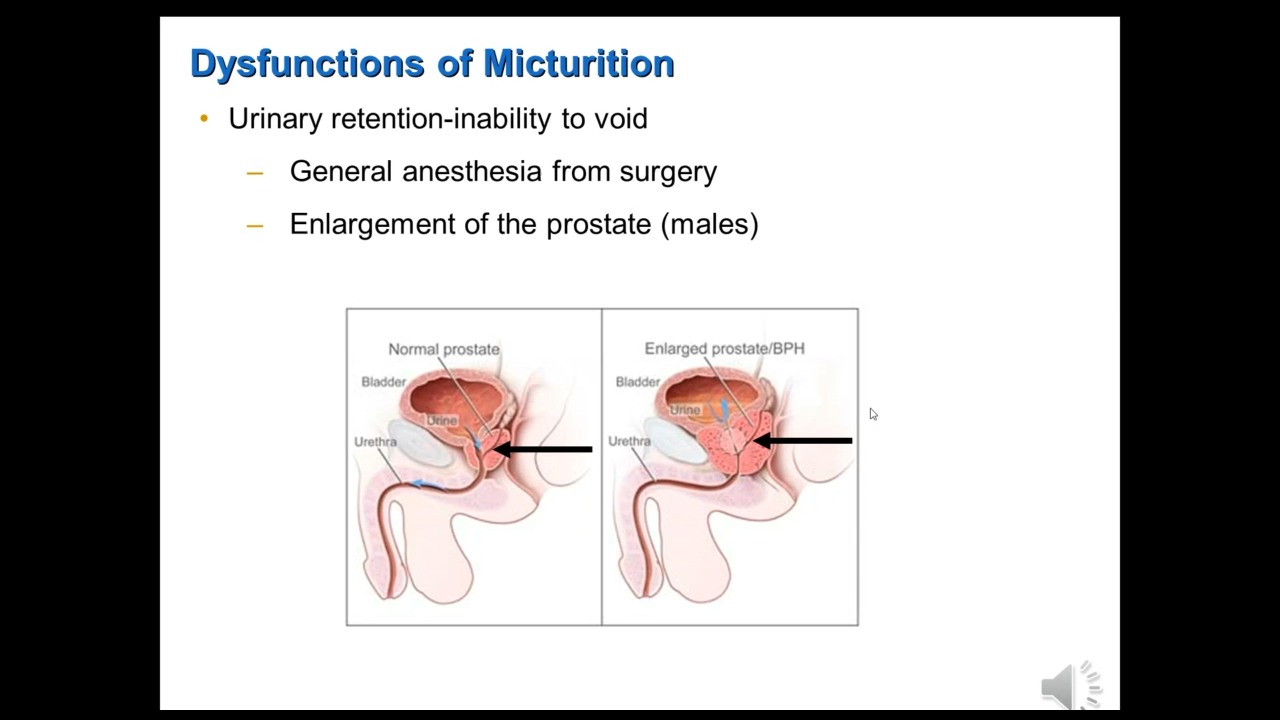 Dysfunctions of Micturition
• Urinary retention-inability to void
– General anesthesia from surgery
– Enlargement of the prostate (males)
Normal prostate
Bladder
Urine
Urethra
Enlarged prostate/BPH
Bladder
Urine
Urethra